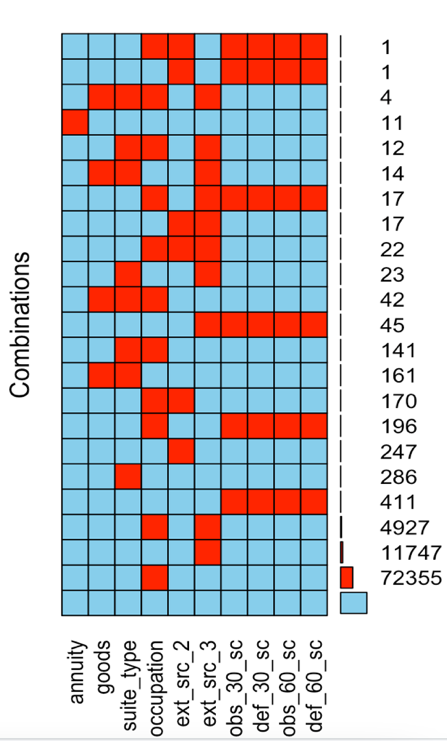 Combinations
1
1
4
11
12
14
17
17
22
23
42
45
141
161
170
196
247
286
411
4927
11747
72355
annuity
goods
suite_type
occupation
ext_src_2
ext_src_3
obs_30_sc
def_30_sc
obs_60_sc
def_60_sc